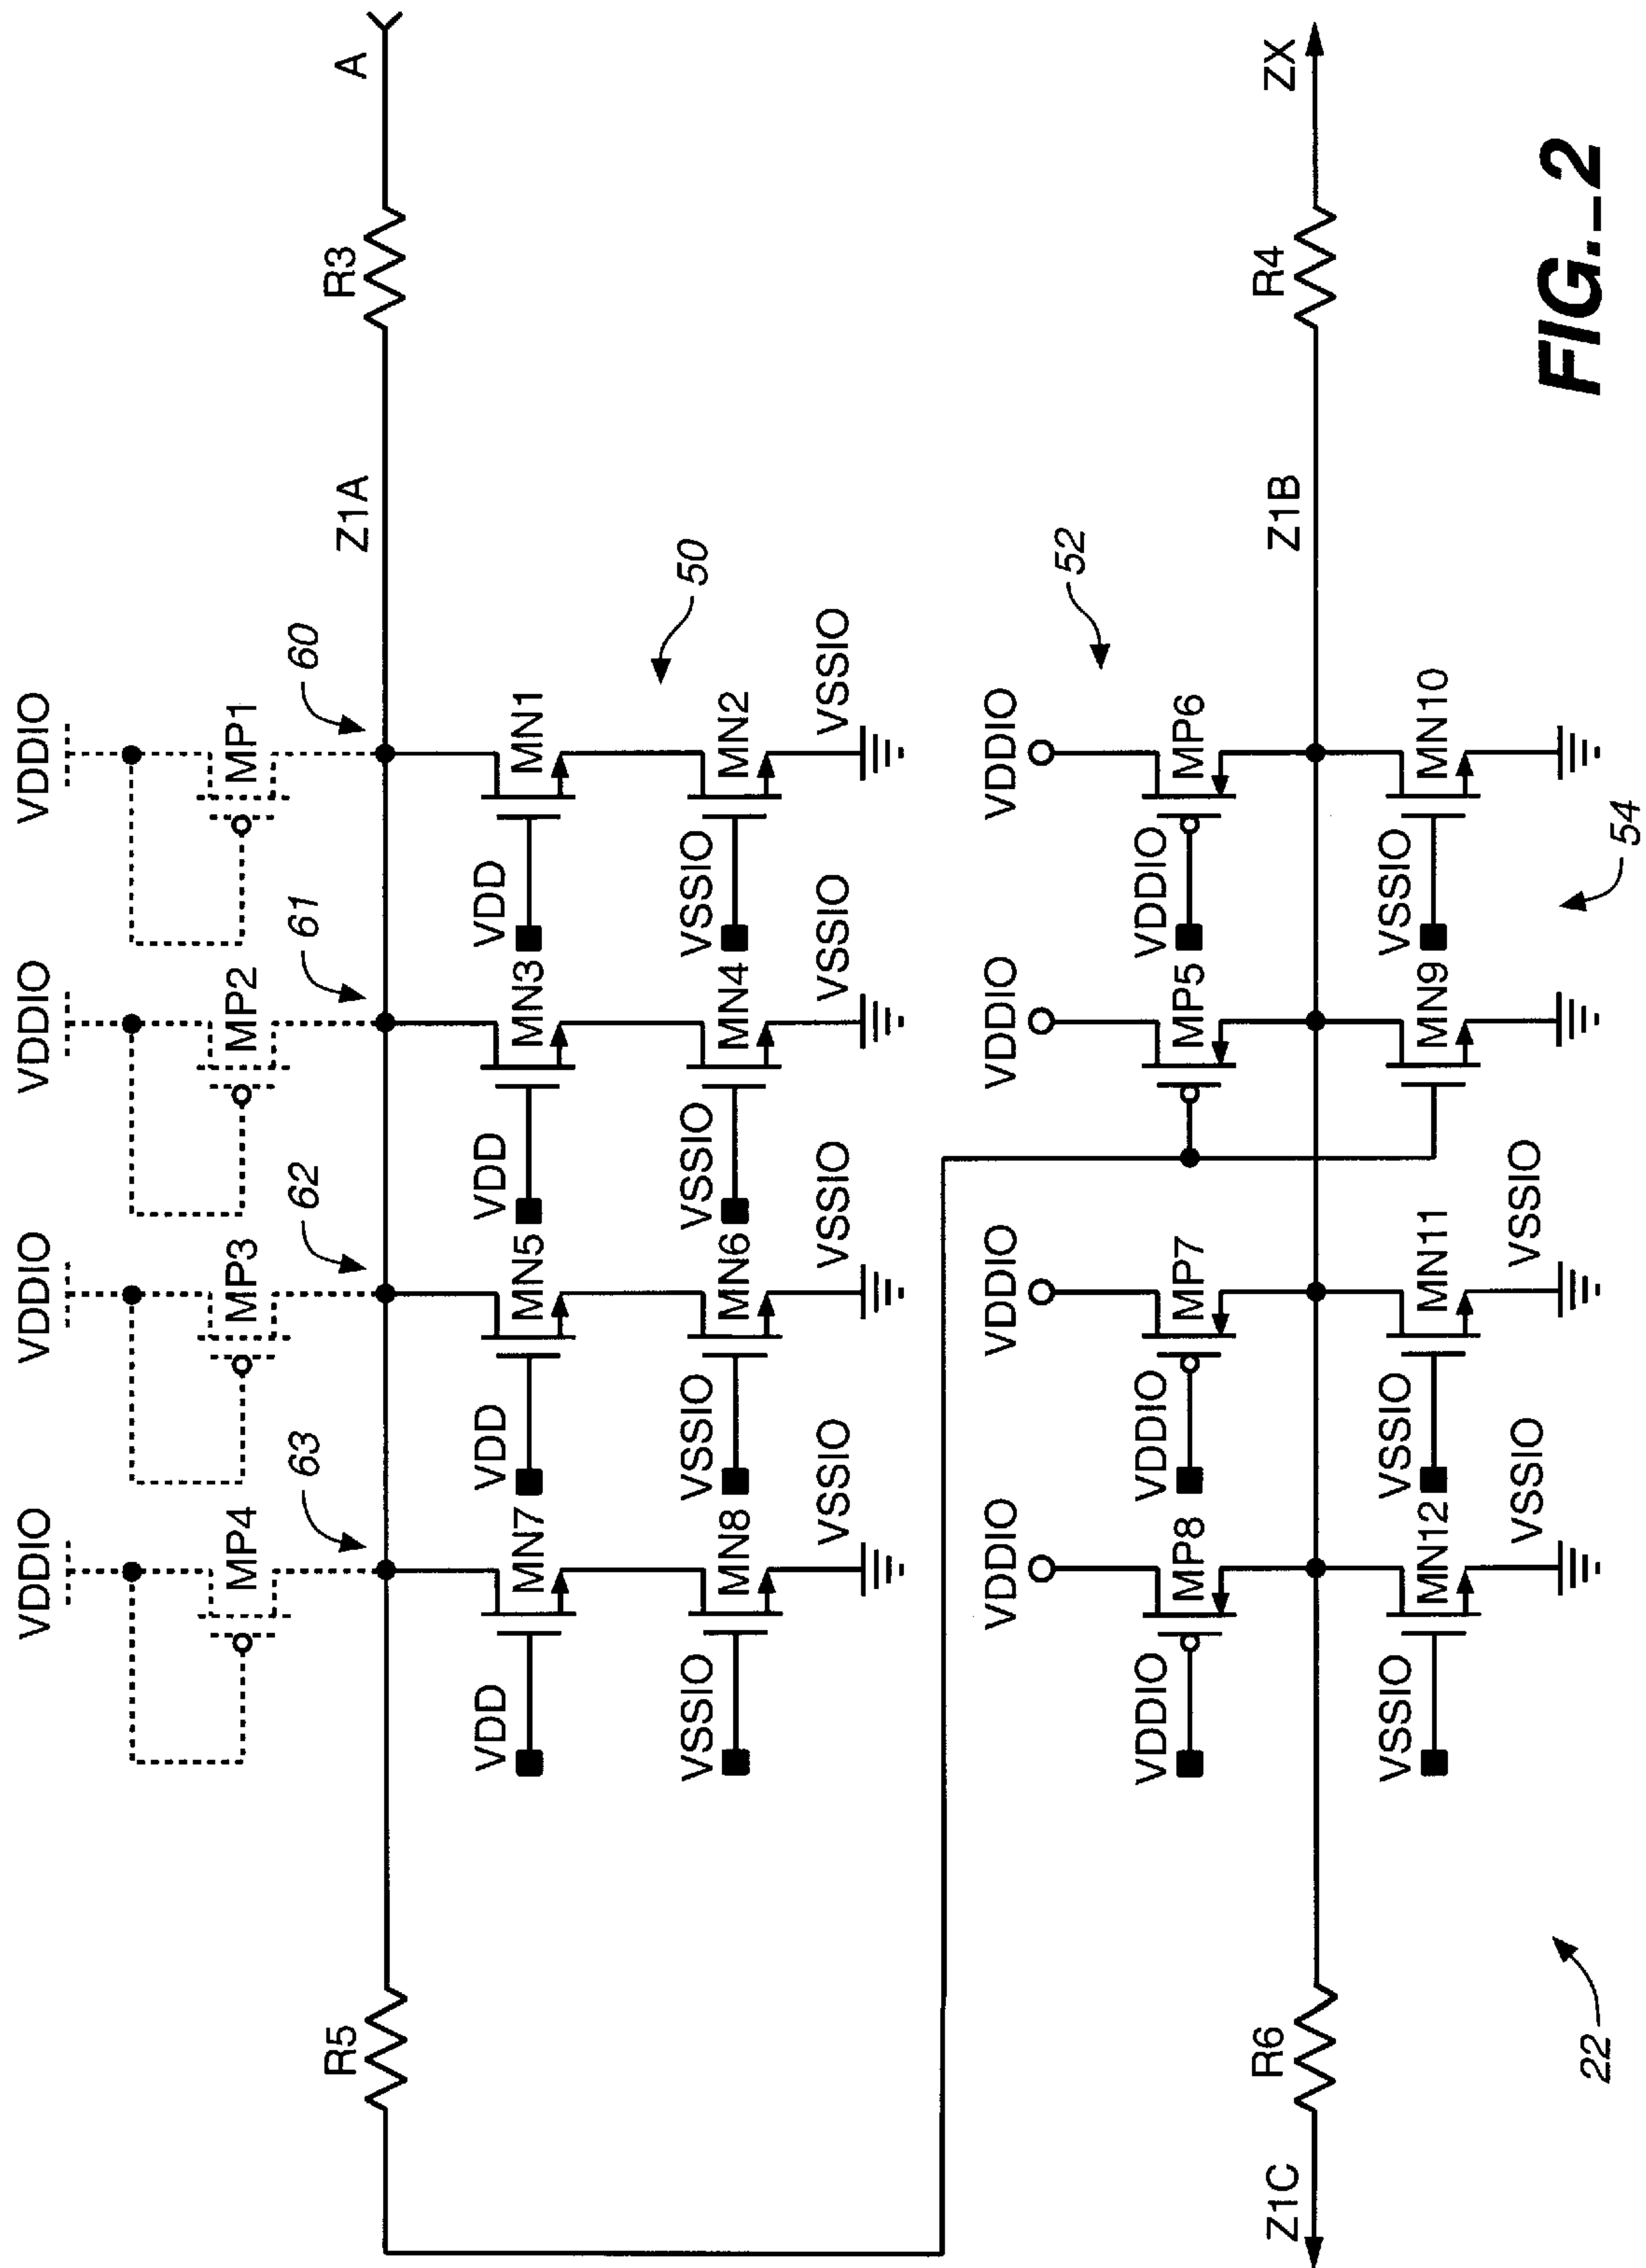 VDDIO VDDIO VDDIO VDDIO
MP4 MP3 MP2 MP1
63 62 61 60
R5 Z1A R3 A
VDD VDD VDD VDD
MN7 MN5 MN3 MN1
VSSIO VSSIO VSSIO VSSIO 50
MN8 MN6 MN4 MN2
VSSIO VSSIO VSSIO VSSIO
VDDIO VDDIO VDDIO VDDIO
52
VDDIO VDDIO VDDIO
MP8 MP7 MP5 MP6
Z1C R6 Z1B R4 ZX
VSSIO VSSIO VSSIO
MN12 MN11 MN9 MN10
VSSIO VSSIO
22 54
FIG._2